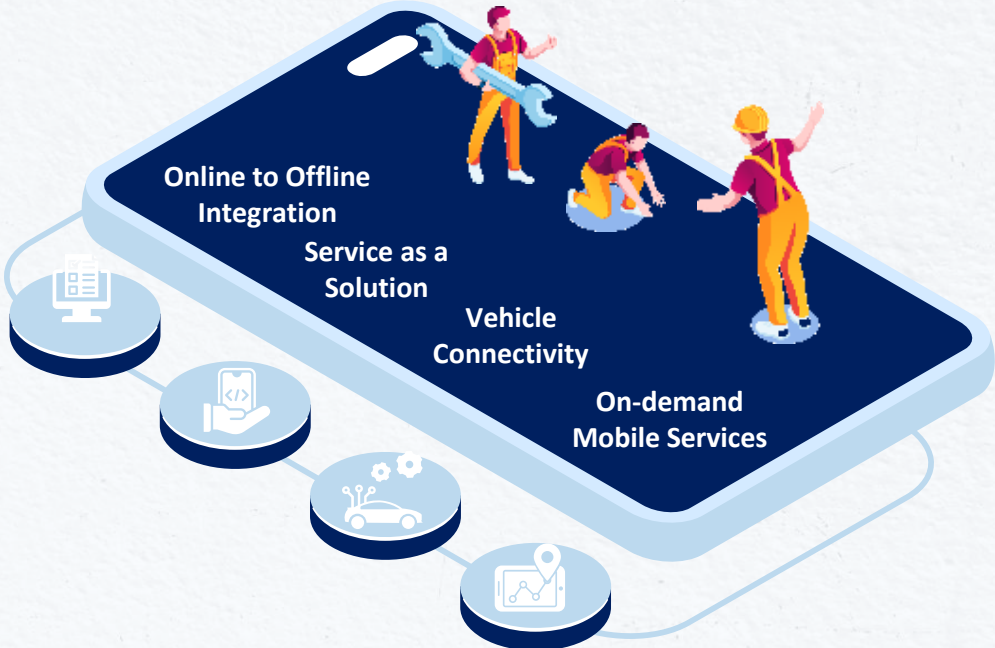 Online to Offline
Integration
Service as a
Solution
Vehicle
Connectivity
On-demand
Mobile Services